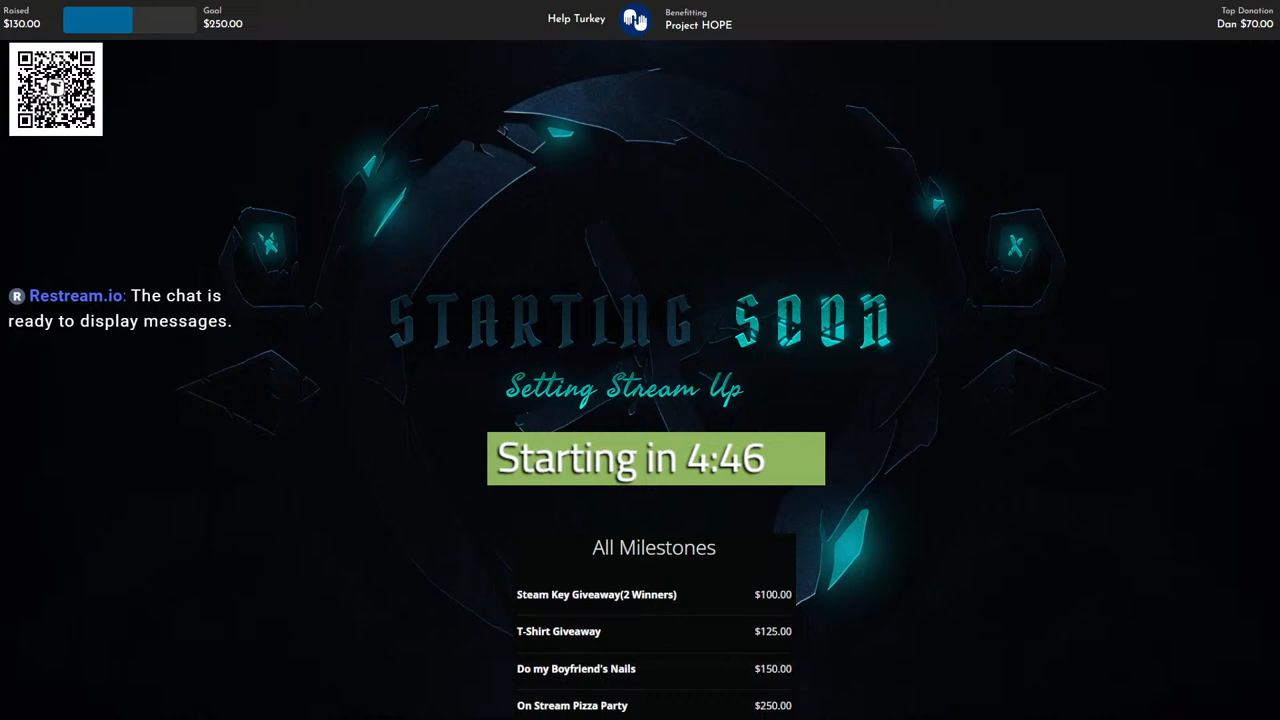 Raised
$130.00
Goal
$250.00
Help Turkey
Benefitting
Project HOPE
Top Donation
Dan $70.00
T
R Restream.io: The chat is
ready to display messages.
STARTING SOON
Setting Stream Up
Starting in 4:46
All Milestones
Steam Key Giveaway(2 Winners) $100.00
T-Shirt Giveaway $125.00
Do my Boyfriend's Nails $150.00
On Stream Pizza Party $250.00